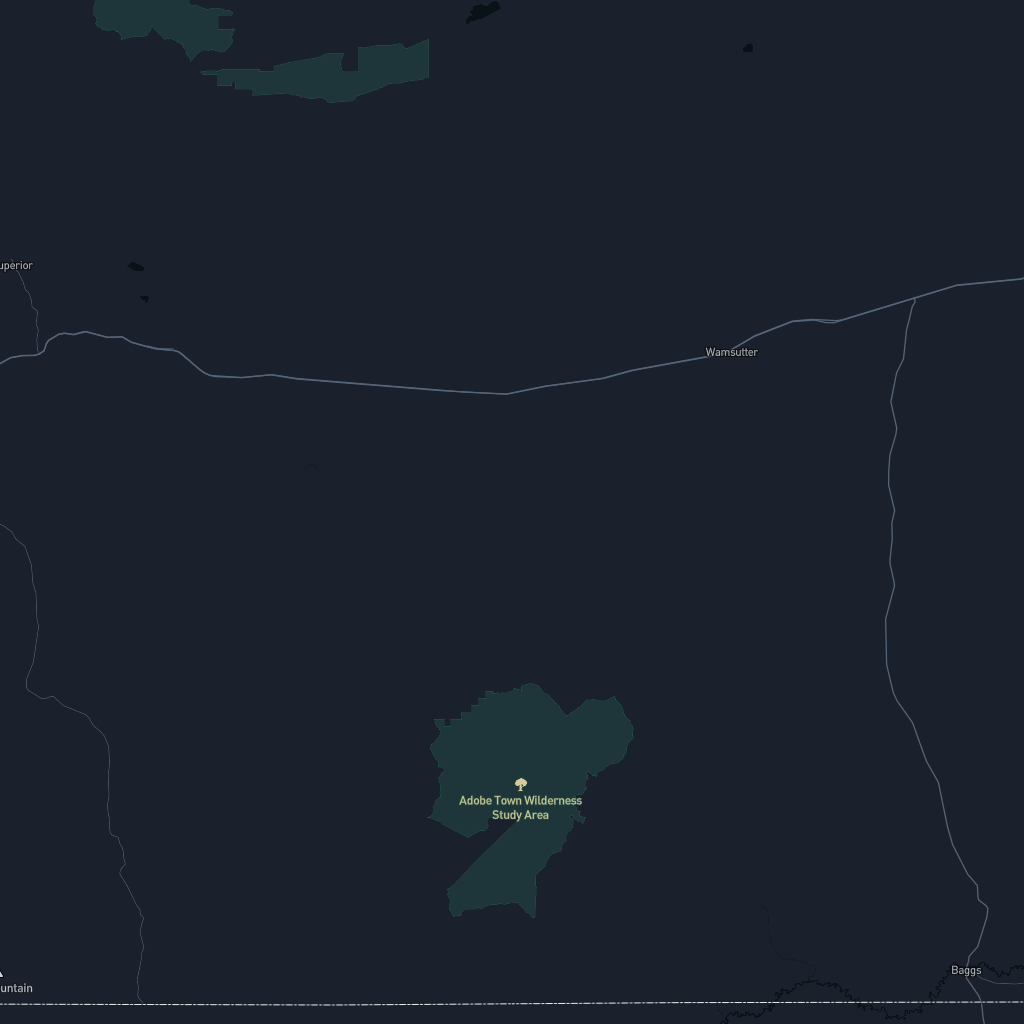 uperior
Wamsutter
Adobe Town Wilderness
Study Area
Baggs
untain